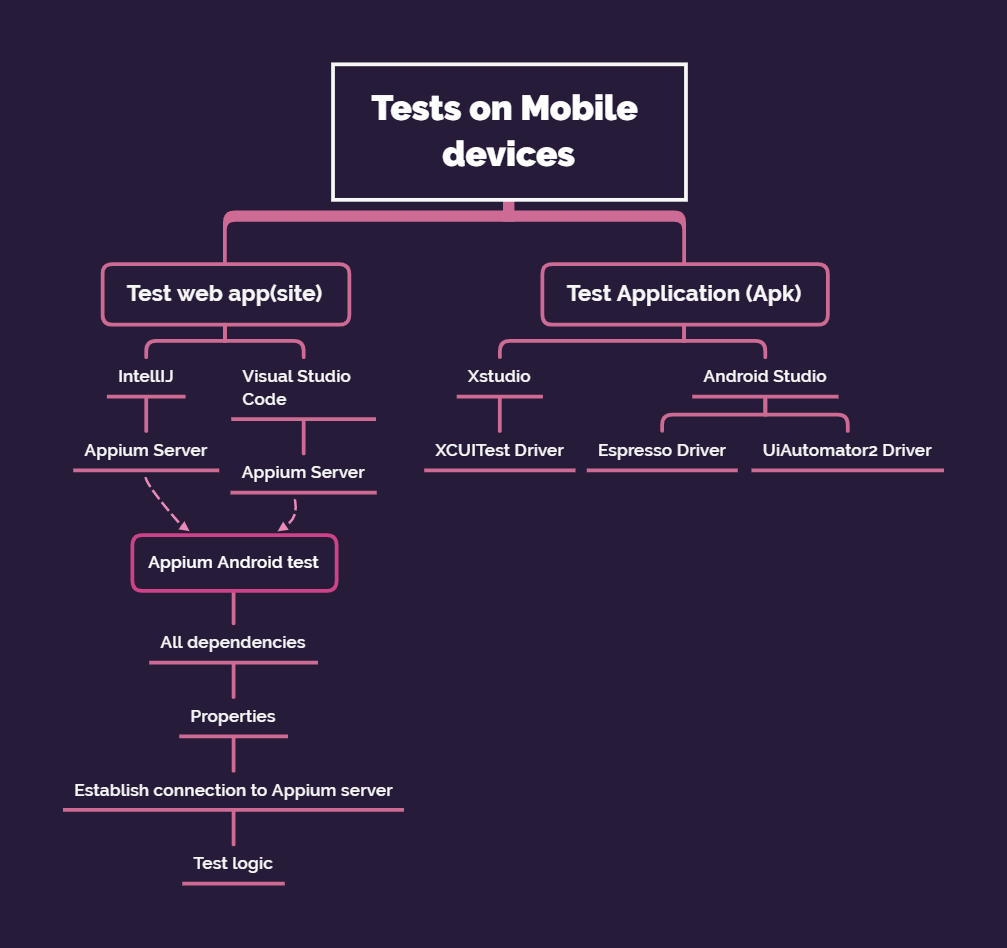 Tests on Mobile
devices
Test web app(site)
Test Application (Apk)
IntellIJ
Visual Studio
Code
Xstudio
Android Studio
Appium Server
Appium Server
XCUITest Driver
Espresso Driver
UiAutomator2 Driver
Appium Android test
All dependencies
Properties
Establish connection to Appium server
Test logic